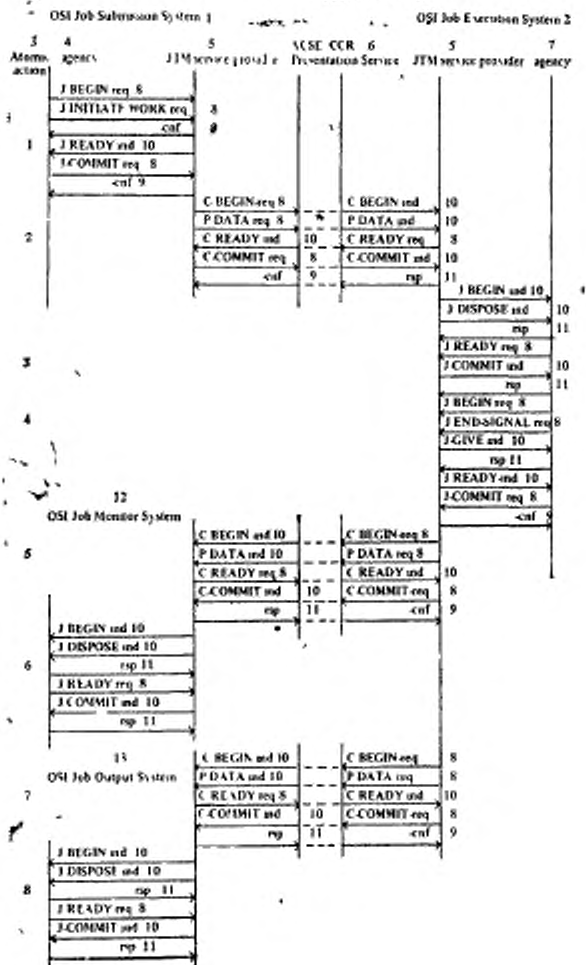 OSI Job Submission System 1
OSI Job Execution System 2
3 4 5 ACSE CCR 6 5 7
Atomic agency JTM service provider Presentation Service JTM service provider agency
action
J BEGIN req 8
J INITIATE WORK req 8
cnf
1 J READY ind 10
J-COMMIT req 8
-cnf 9
C BEGIN-req 8 C BEGIN ind 10
P DATA req 8 P DATA ind 10
2 C READY ind 10 C READY req 8
C-COMMIT req 8 C-COMMIT ind 10
-cnf 9 rsp 11
J BEGIN ind 10
J DISPOSE ind 10
rsp 11
J READY req 8
3 J COMMIT ind 10
rsp 11
J BEGIN req 8
4 J END-SIGNAL req 8
J-GIVE ind 10
rsp 11
J READY-ind 10
12 J-COMMIT req 8
OSI Job Monitor System -cnf 9
C BEGIN ind 10 C BEGIN-req 8
5 P DATA ind 10 P DATA req 8
C READY req 8 C READY ind 10
C-COMMIT ind 10 C-COMMIT-req 8
rsp 11 -cnf 9
J BEGIN ind 10
J DISPOSE ind 10
6 rsp 11
J READY req 8
J COMMIT ind 10
rsp 11
13 C BEGIN ind 10 C BEGIN-req 8
OSI Job Output System P DATA ind 10 P DATA req 8
7 C READY req 8 C READY ind 10
C-COMMIT ind 10 C-COMMIT-req 8
rsp 11 -cnf 9
J BEGIN ind 10
J DISPOSE ind 10
8 rsp 11
J READY req 8
J-COMMIT ind 10
rsp 11